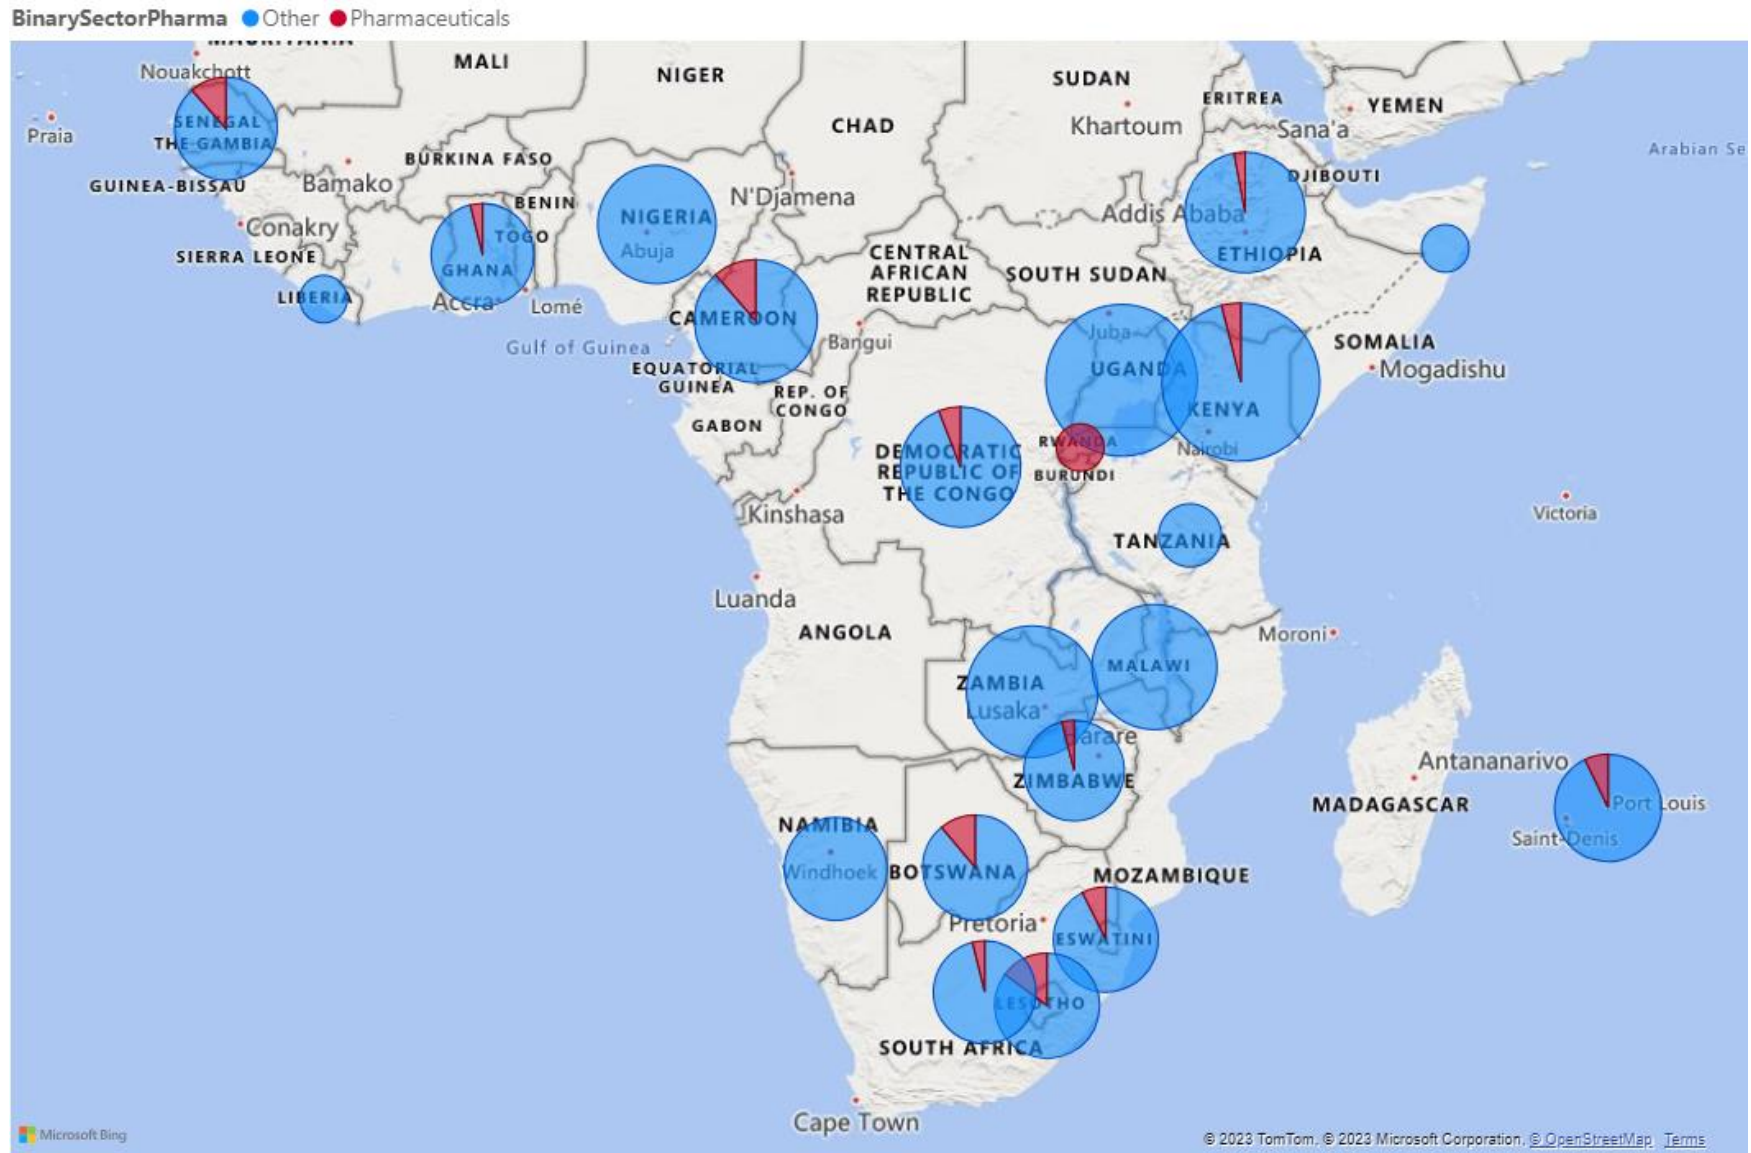 BinarySectorPharma Other Pharmaceuticals
MAURITANIA
Nouakchott
MALI
NIGER
SUDAN
ERITREA
YEMEN
Praia
SENEGAL
THE GAMBIA
CHAD
Khartoum
Sana'a
Arabian Se
GUINEA-BISSAU
Bamako
BURKINA FASO
BENIN
N'Djamena
DJIBOUTI
Conakry
TOGO
NIGERIA
Abuja
Addis Ababa
ETHIOPIA
SIERRA LEONE
GHANA
CENTRAL
AFRICAN
REPUBLIC
SOUTH SUDAN
LIBERIA
Accra
Lomé
CAMEROON
Bangui
Juba
SOMALIA
Gulf of Guinea
EQUATORIAL
GUINEA
REP. OF
CONGO
UGANDA
Mogadishu
GABON
KENYA
Nairobi
DEMOCRATIC
REPUBLIC OF
THE CONGO
RWANDA
BURUNDI
Kinshasa
Victoria
TANZANIA
Luanda
ANGOLA
Moroni
ZAMBIA
Lusaka
MALAWI
Harare
ZIMBABWE
Antananarivo
MADAGASCAR
Port Louis
Saint-Denis
NAMIBIA
Windhoek
BOTSWANA
MOZAMBIQUE
Pretoria
ESWATINI
LESOTHO
SOUTH AFRICA
Cape Town
Microsoft Bing
© 2023 TomTom, © 2023 Microsoft Corporation, © OpenStreetMap Terms